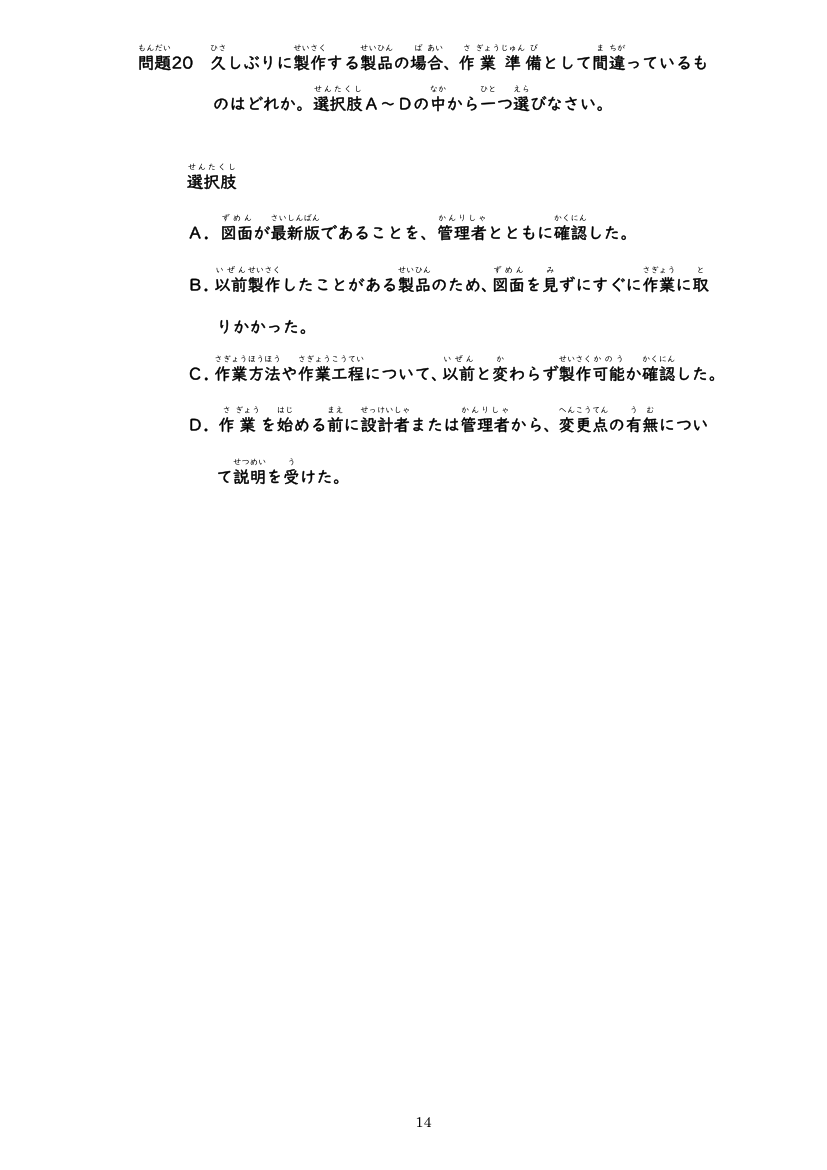 問題20 久しぶりに製作する製品の場合、作業準備として間違っているも
のはどれか。選択肢A～Dの中から一つ選びなさい。
選択肢
A．図面が最新版であることを、管理者とともに確認した。
B．以前製作したことがある製品のため、図面を見ずにすぐに作業に取
りかかった。
C．作業方法や作業工程について、以前と変わらず製作可能か確認した。
D．作業を始める前に設計者または管理者から、変更点の有無につい
て説明を受けた。
14